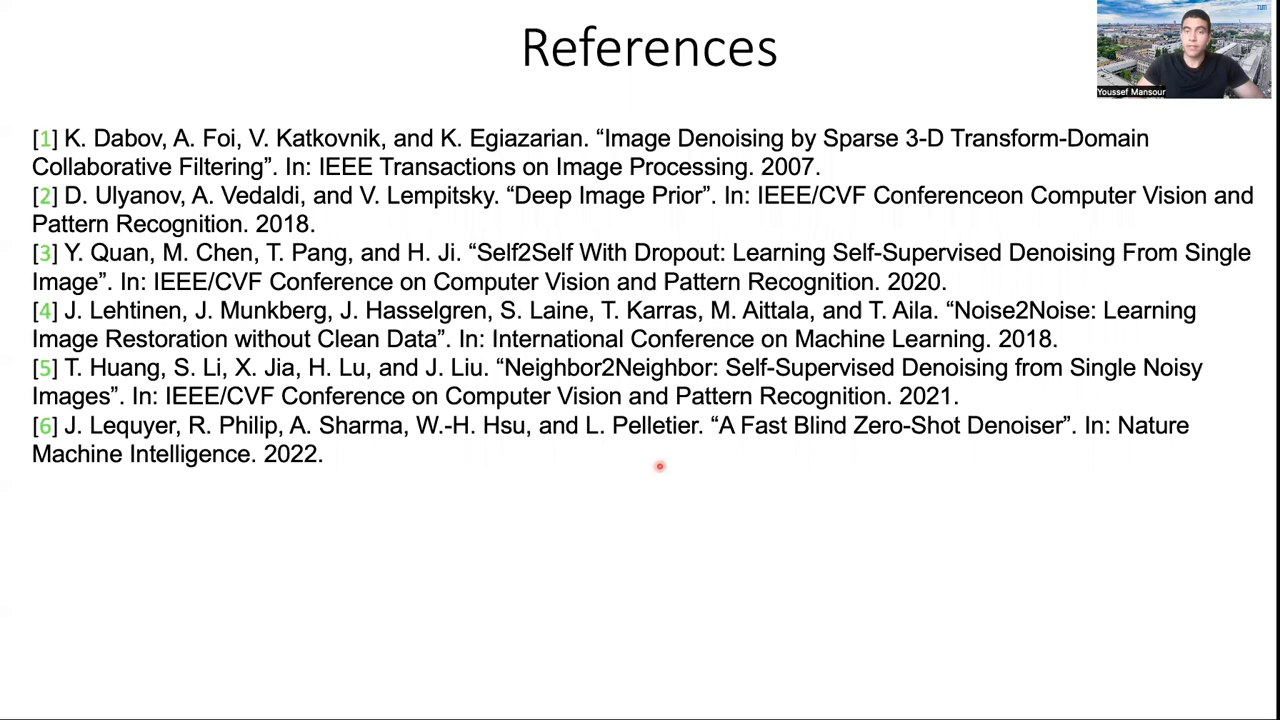 References
TUM
Youssef Mansour
[1] K. Dabov, A. Foi, V. Katkovnik, and K. Egiazarian. “Image Denoising by Sparse 3-D Transform-Domain
Collaborative Filtering”. In: IEEE Transactions on Image Processing. 2007.
[2] D. Ulyanov, A. Vedaldi, and V. Lempitsky. “Deep Image Prior”. In: IEEE/CVF Conferenceon Computer Vision and
Pattern Recognition. 2018.
[3] Y. Quan, M. Chen, T. Pang, and H. Ji. “Self2Self With Dropout: Learning Self-Supervised Denoising From Single
Image”. In: IEEE/CVF Conference on Computer Vision and Pattern Recognition. 2020.
[4] J. Lehtinen, J. Munkberg, J. Hasselgren, S. Laine, T. Karras, M. Aittala, and T. Aila. “Noise2Noise: Learning
Image Restoration without Clean Data”. In: International Conference on Machine Learning. 2018.
[5] T. Huang, S. Li, X. Jia, H. Lu, and J. Liu. “Neighbor2Neighbor: Self-Supervised Denoising from Single Noisy
Images”. In: IEEE/CVF Conference on Computer Vision and Pattern Recognition. 2021.
[6] J. Lequyer, R. Philip, A. Sharma, W.-H. Hsu, and L. Pelletier. “A Fast Blind Zero-Shot Denoiser”. In: Nature
Machine Intelligence. 2022.